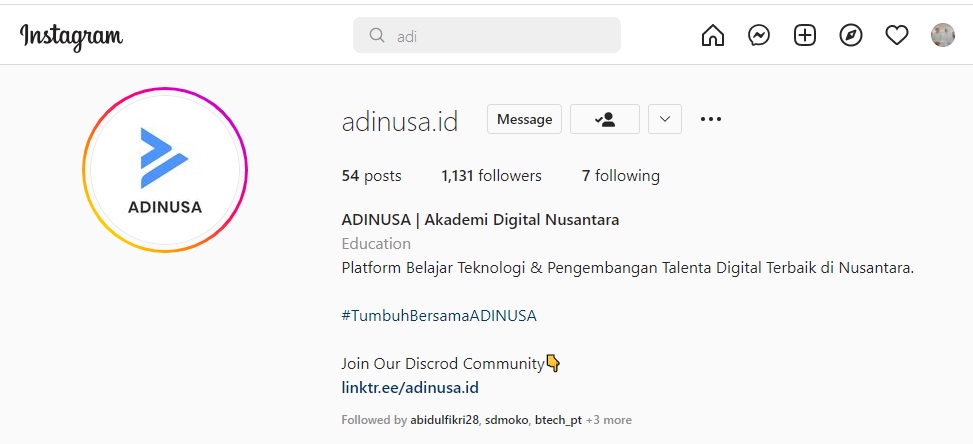 Instagram
adi
ADINUSA
adinusa.id
Message
54 posts 1,131 followers 7 following
ADINUSA | Akademi Digital Nusantara
Education
Platform Belajar Teknologi & Pengembangan Talenta Digital Terbaik di Nusantara.
#TumbuhBersamaADINUSA
Join Our Discrod Community👇
linktr.ee/adinusa.id
Followed by abidulfikri28, sdmoko, btech_pt +3 more